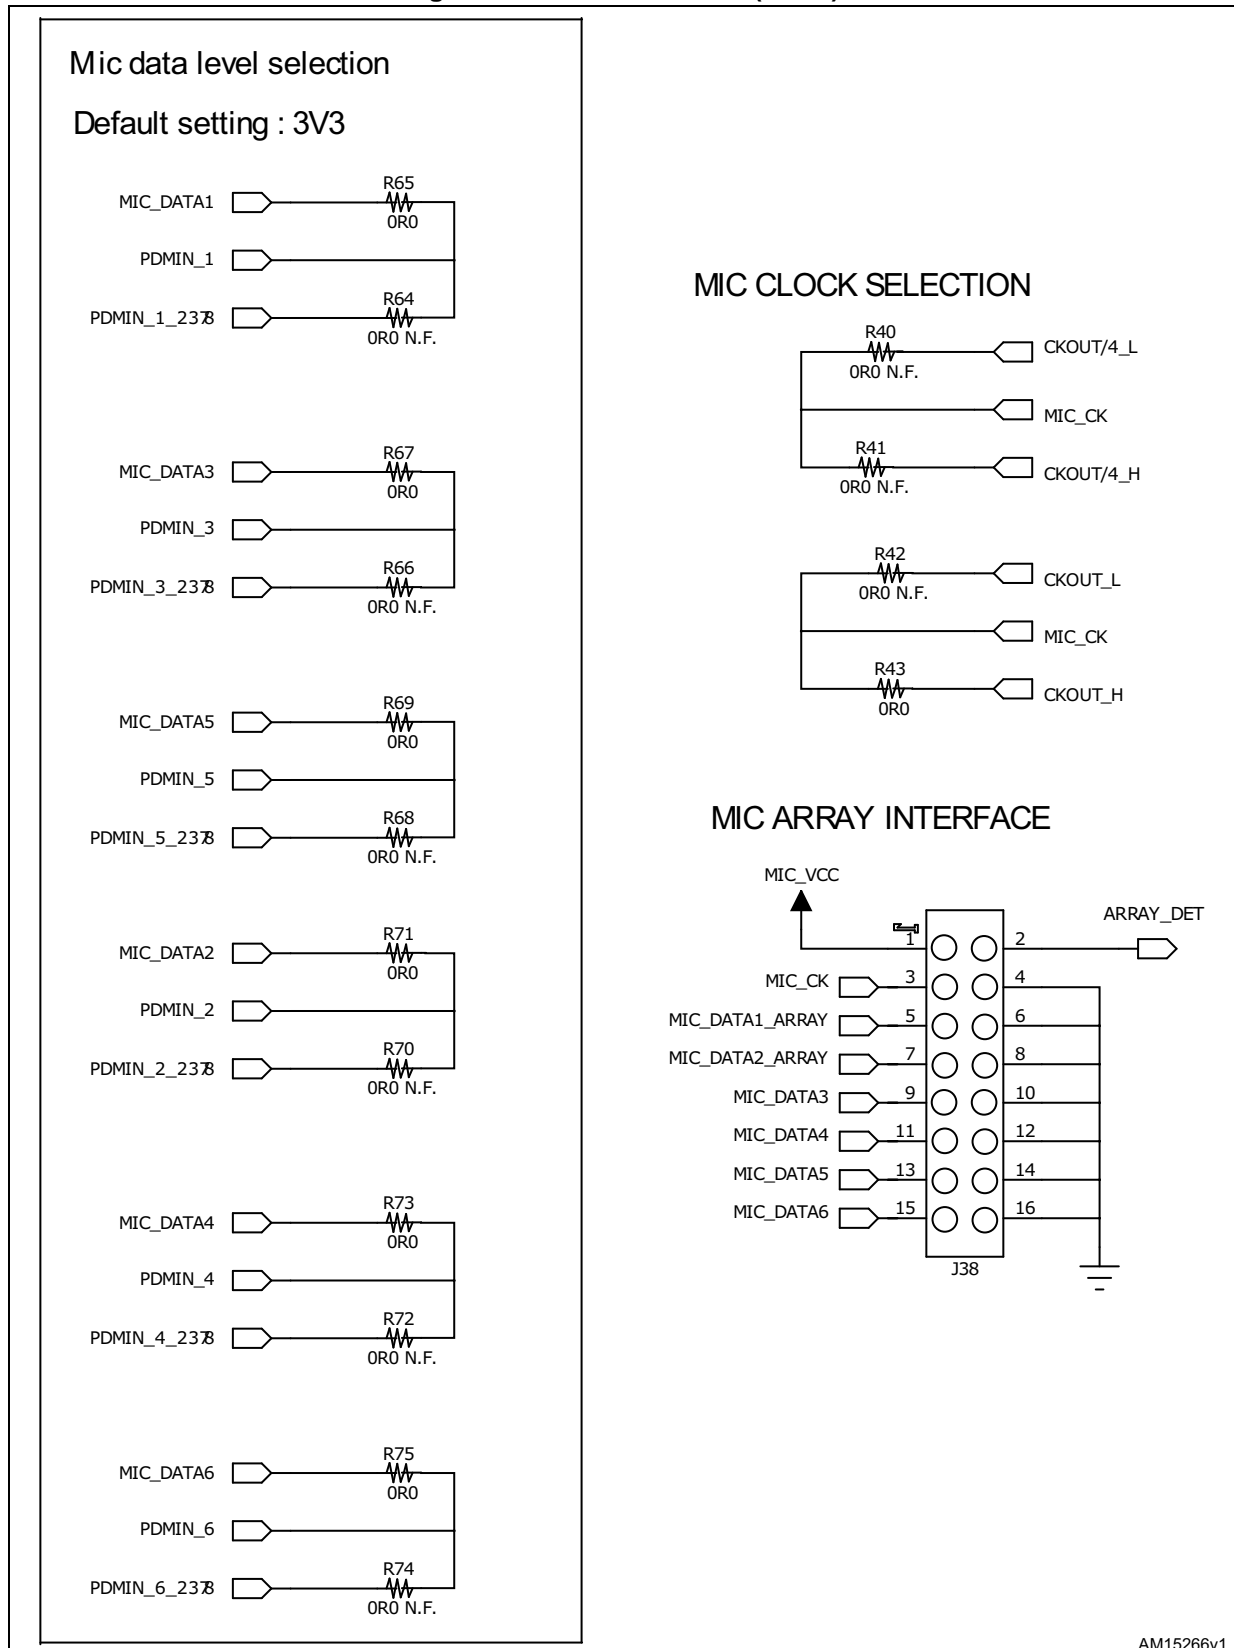 Mic data level selection
Default setting : 3V3
R65
MIC_DATA1
0R0
PDMIN_1
R64
PDMIN_1_2378
0R0 N.F.
R67
MIC_DATA3
0R0
PDMIN_3
R66
PDMIN_3_2378
0R0 N.F.
R69
MIC_DATA5
0R0
PDMIN_5
R68
PDMIN_5_2378
0R0 N.F.
R71
MIC_DATA2
0R0
PDMIN_2
R70
PDMIN_2_2378
0R0 N.F.
R73
MIC_DATA4
0R0
PDMIN_4
R72
PDMIN_4_2378
0R0 N.F.
R75
MIC_DATA6
0R0
PDMIN_6
R74
PDMIN_6_2378
0R0 N.F.
MIC CLOCK SELECTION
R40
CKOUT/4_L
0R0 N.F.
MIC_CK
R41
CKOUT/4_H
0R0 N.F.
R42
CKOUT_L
0R0 N.F.
MIC_CK
R43
CKOUT_H
0R0
MIC ARRAY INTERFACE
MIC_VCC
ARRAY_DET
1 2
MIC_CK 3 4
MIC_DATA1_ARRAY 5 6
MIC_DATA2_ARRAY 7 8
MIC_DATA3 9 10
MIC_DATA4 11 12
MIC_DATA5 13 14
MIC_DATA6 15 16
J38
AM15266v1